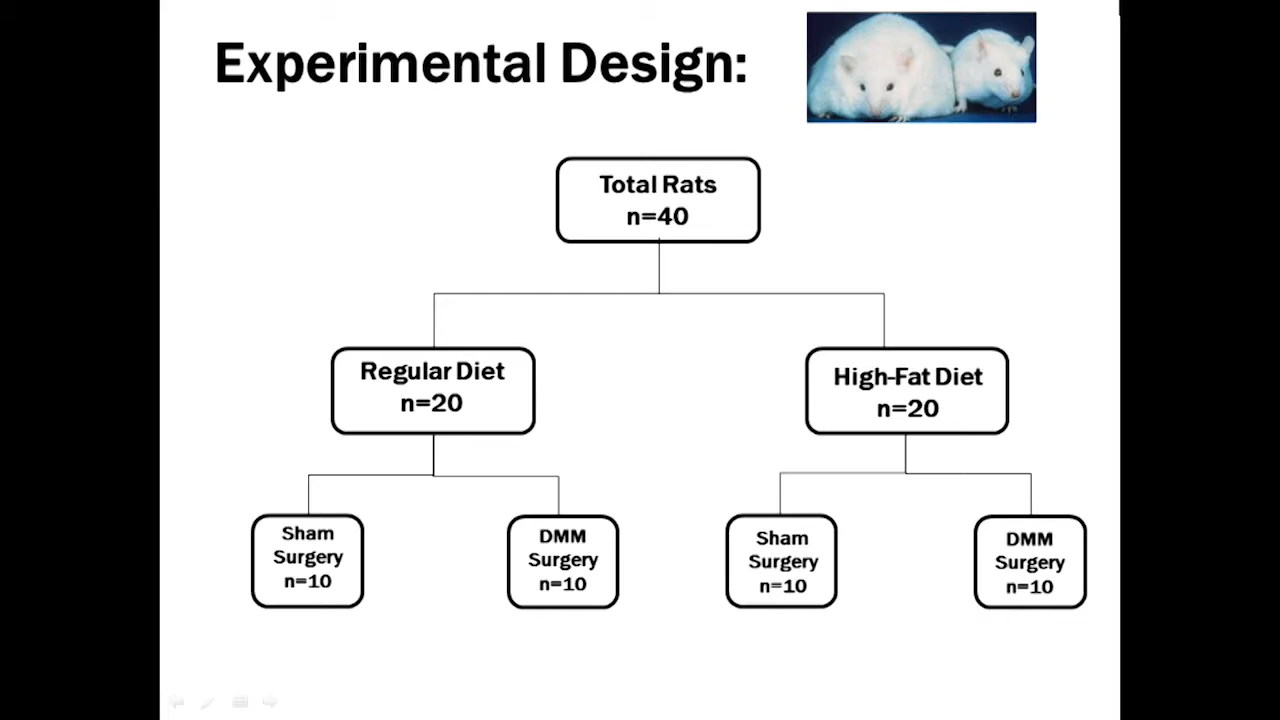 Experimental Design:
Total Rats
n=40
Regular Diet
n=20
High-Fat Diet
n=20
Sham
Surgery
n=10
DMM
Surgery
n=10
Sham
Surgery
n=10
DMM
Surgery
n=10